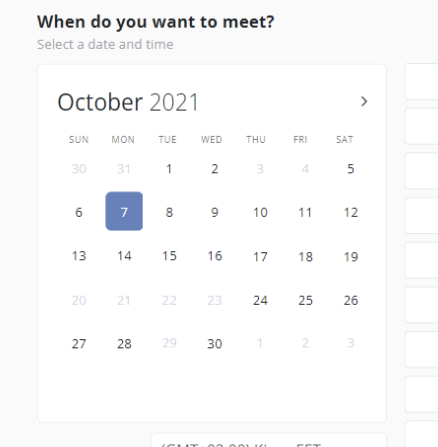 When do you want to meet?
Select a date and time
October 2021
SUN MON TUE WED THU FRI SAT
30 31 1 2 3 4 5
6 7 8 9 10 11 12
13 14 15 16 17 18 19
20 21 22 23 24 25 26
27 28 29 30 1 2 3